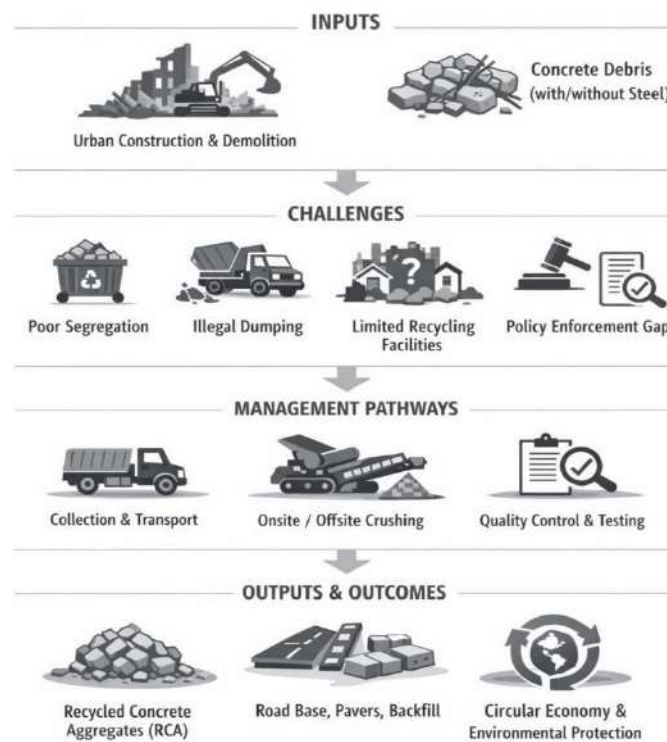 INPUTS
Urban Construction & Demolition
Concrete Debris
(with/without Steel)
CHALLENGES
Poor Segregation
Illegal Dumping
Limited Recycling
Facilities
Policy Enforcement Gap
MANAGEMENT PATHWAYS
Collection & Transport
Onsite / Offsite Crushing
Quality Control & Testing
OUTPUTS & OUTCOMES
Recycled Concrete
Aggregates (RCA)
Road Base, Pavers, Backfill
Circular Economy &
Environmental Protection